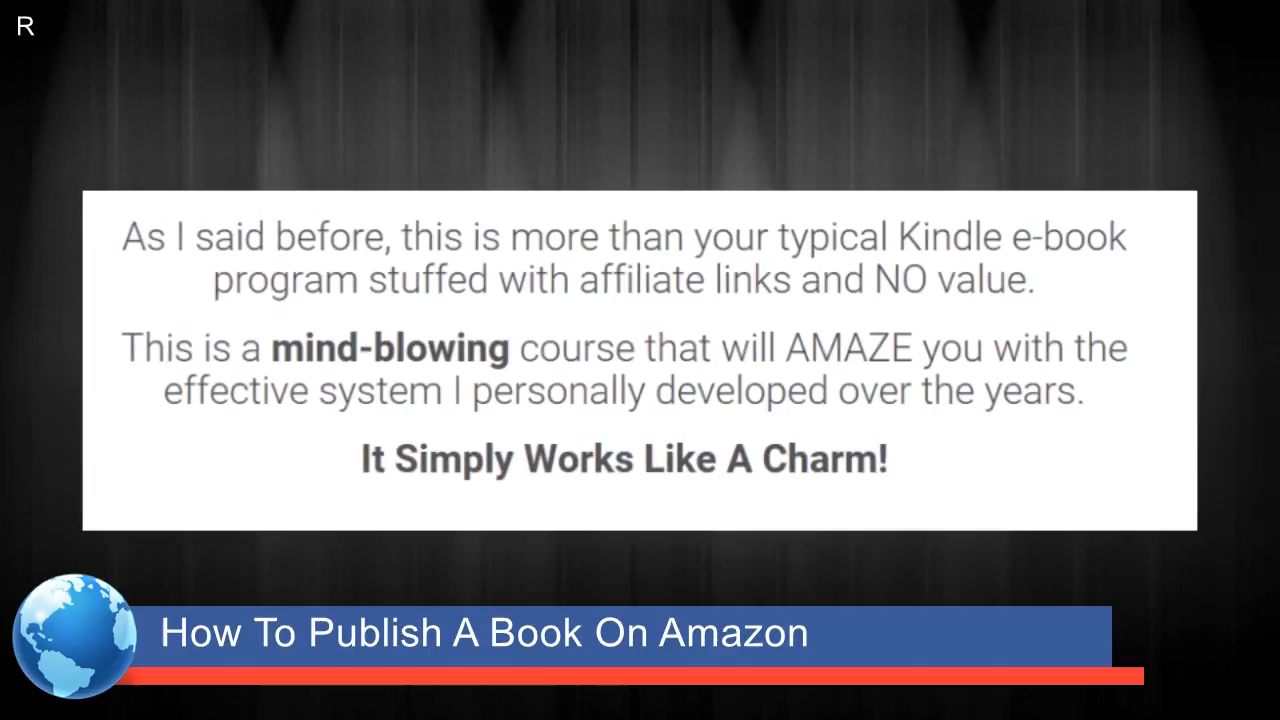 R
As I said before, this is more than your typical Kindle e-book
program stuffed with affiliate links and NO value.
This is a mind-blowing course that will AMAZE you with the
effective system I personally developed over the years.
It Simply Works Like A Charm!
How To Publish A Book On Amazon